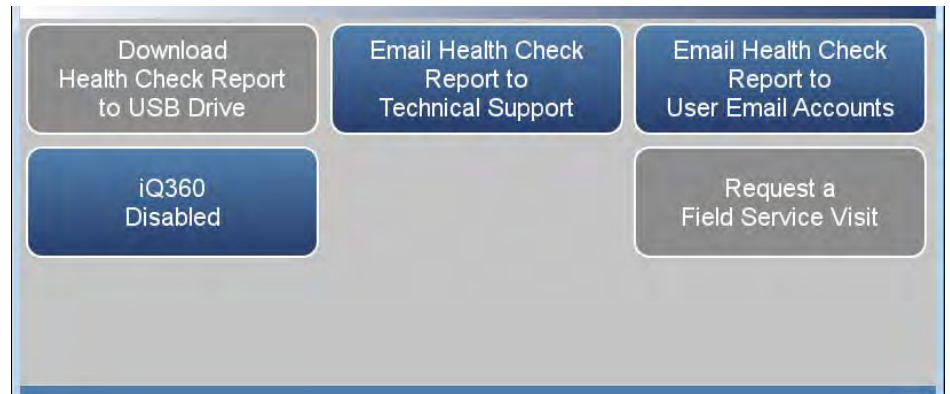 Download
Health Check Report
to USB Drive
Email Health Check
Report to
Technical Support
Email Health Check
Report to
User Email Accounts
iQ360
Disabled
Request a
Field Service Visit